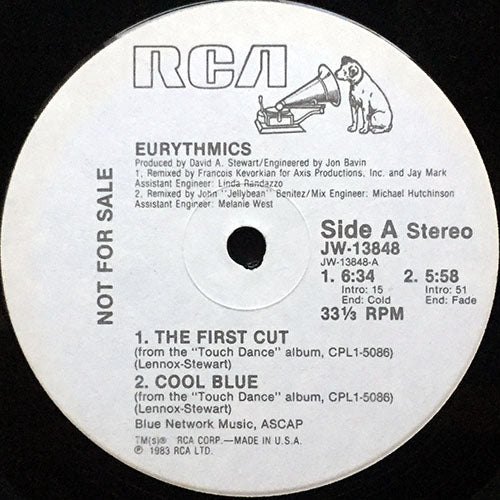 RCA
EURYTHMICS
Produced by David A. Stewart/Engineered by Jon Bavin
1. Remixed by Francois Kevorkian for Axis Productions, Inc. and Jay Mark
Assistant Engineer: Linda Randazzo
2. Remixed by John "Jellybean" Benitez/Mix Engineer: Michael Hutchinson
Assistant Engineer: Melanie West
NOT FOR SALE
Side A Stereo
JW-13848
JW-13848-A
1. 6:34 2. 5:58
Intro: 15 Intro: 51
End: Cold End: Fade
33⅓ RPM
1. THE FIRST CUT
(from the "Touch Dance" album, CPL1-5086)
(Lennox-Stewart)
2. COOL BLUE
(from the "Touch Dance" album, CPL1-5086)
(Lennox-Stewart)
Blue Network Music, ASCAP
TM(s)® RCA CORP.—MADE IN U.S.A.
℗ 1983 RCA LTD.